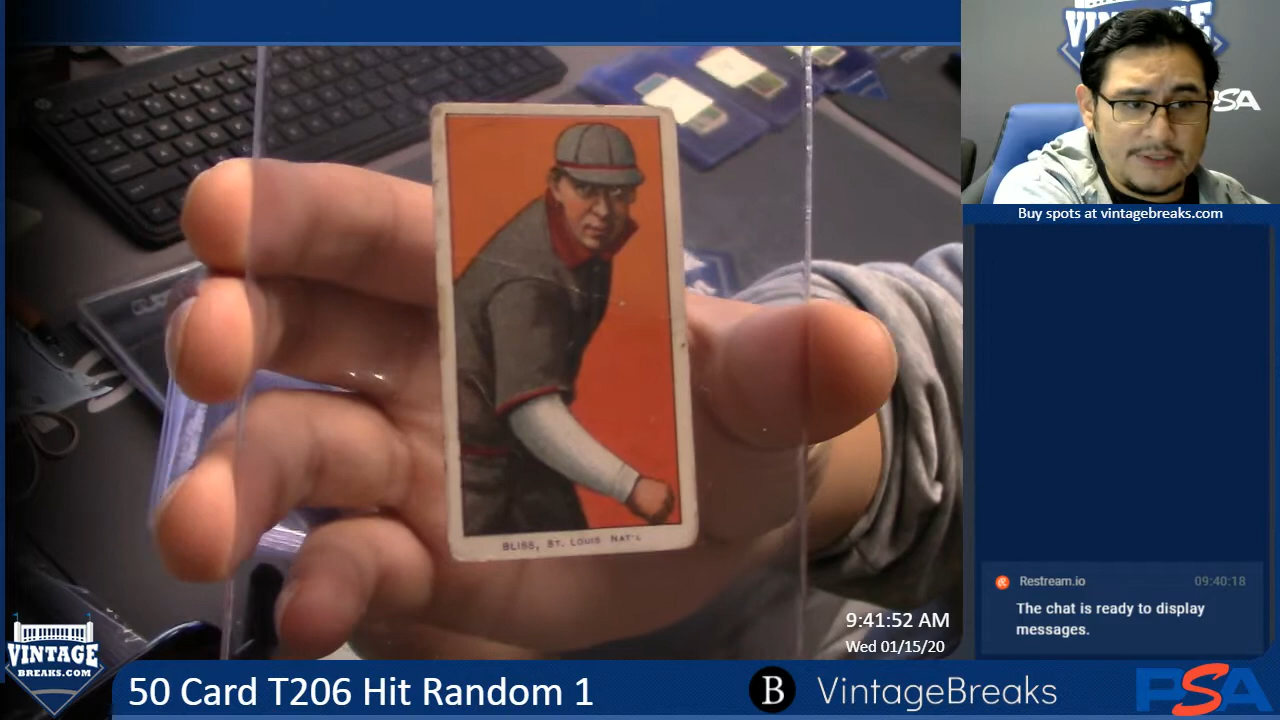 VINTAGE
PSA
Buy spots at vintagebreaks.com
BLISS, ST. LOUIS NAT'L
Restream.io 09:40:18
The chat is ready to display
messages.
9:41:52 AM
Wed 01/15/20
VINTAGE
BREAKS.COM
50 Card T206 Hit Random 1
B VintageBreaks
PSA